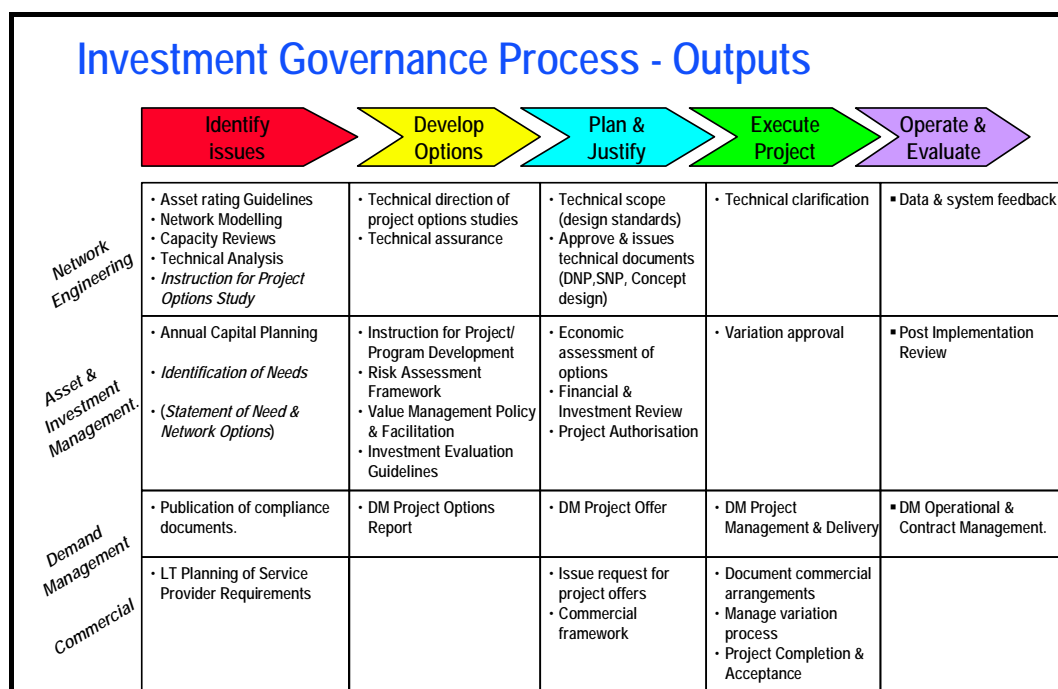 Investment Governance Process - Outputs
Identify
issues
Develop
Options
Plan &
Justify
Execute
Project
Operate &
Evaluate
Network
Engineering
• Asset rating Guidelines
• Network Modelling
• Capacity Reviews
• Technical Analysis
• Instruction for Project
Options Study
• Technical direction of
project options studies
• Technical assurance
• Technical scope
(design standards)
• Approve & issues
technical documents
(DNP,SNP, Concept
design)
• Technical clarification
▪ Data & system feedback
Asset &
Investment
Management.
• Annual Capital Planning
• Identification of Needs
• (Statement of Need &
Network Options)
• Instruction for Project/
Program Development
• Risk Assessment
Framework
• Value Management Policy
& Facilitation
• Investment Evaluation
Guidelines
• Economic
assessment of
options
• Financial &
Investment Review
• Project Authorisation
• Variation approval
▪ Post Implementation
Review
Demand
Management
• Publication of compliance
documents.
• DM Project Options
Report
• DM Project Offer
• DM Project
Management & Delivery
▪ DM Operational &
Contract Management.
Commercial
• LT Planning of Service
Provider Requirements
• Issue request for
project offers
• Commercial
framework
• Document commercial
arrangements
• Manage variation
process
• Project Completion &
Acceptance